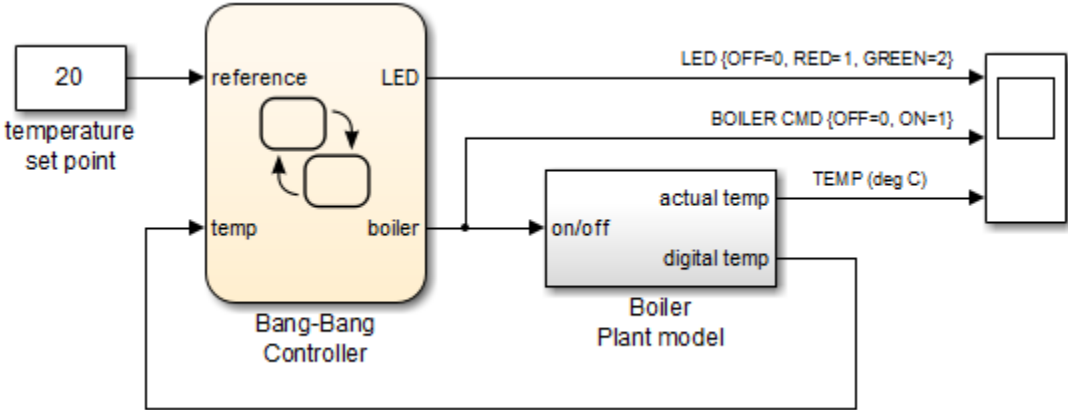 LED {OFF=0, RED=1, GREEN=2}
20
reference
LED
temperature
set point
BOILER CMD {OFF=0, ON=1}
TEMP (deg C)
actual temp
temp
boiler
on/off
digital temp
Bang-Bang
Controller
Boiler
Plant model